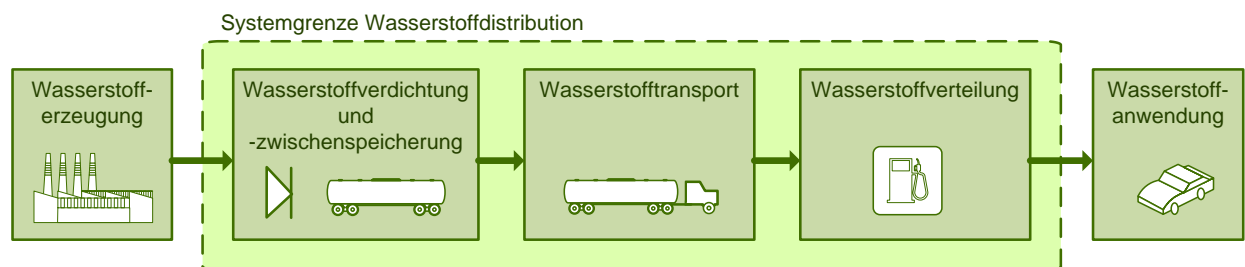 Systemgrenze Wasserstoffdistribution
Wasserstoff-
erzeugung
Wasserstoffverdichtung
und
-zwischenspeicherung
Wasserstofftransport
Wasserstoffverteilung
Wasserstoff-
anwendung